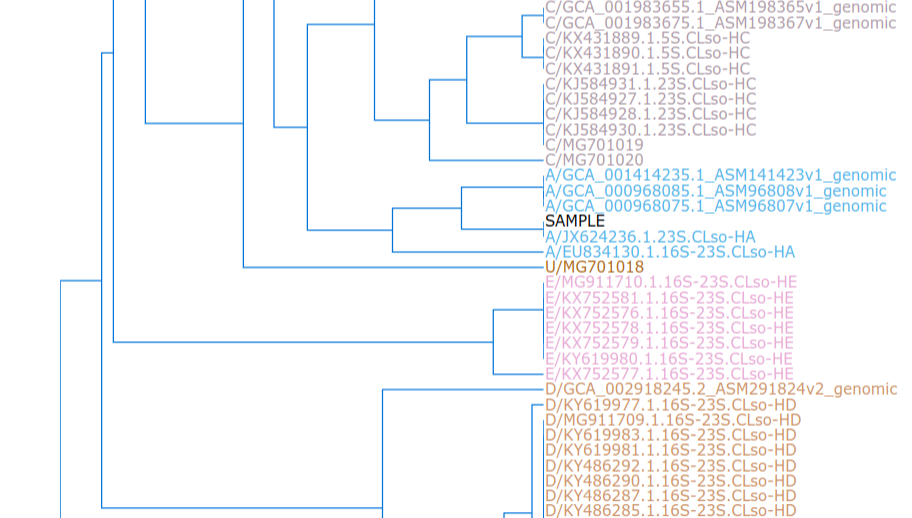 C/GCA_001983655.1_ASM198365v1_genomic
C/GCA_001983675.1_ASM198367v1_genomic
C/KX431889.1.5S.CLso-HC
C/KX431890.1.5S.CLso-HC
C/KX431891.1.5S.CLso-HC
C/KJ584931.1.23S.CLso-HC
C/KJ584927.1.23S.CLso-HC
C/KJ584928.1.23S.CLso-HC
C/KJ584930.1.23S.CLso-HC
C/MG701019
C/MG701020
A/GCA_001414235.1_ASM141423v1_genomic
A/GCA_000968085.1_ASM96808v1_genomic
A/GCA_000968075.1_ASM96807v1_genomic
SAMPLE
A/JX624236.1.23S.CLso-HA
A/EU834130.1.16S-23S.CLso-HA
U/MG701018
E/MG911710.1.16S-23S.CLso-HE
E/KX752581.1.16S-23S.CLso-HE
E/KX752576.1.16S-23S.CLso-HE
E/KX752578.1.16S-23S.CLso-HE
E/KX752579.1.16S-23S.CLso-HE
E/KY619980.1.16S-23S.CLso-HE
E/KX752577.1.16S-23S.CLso-HE
D/GCA_002918245.2_ASM291824v2_genomic
D/KY619977.1.16S-23S.CLso-HD
D/MG911709.1.16S-23S.CLso-HD
D/KY619983.1.16S-23S.CLso-HD
D/KY619981.1.16S-23S.CLso-HD
D/KY486292.1.16S-23S.CLso-HD
D/KY486290.1.16S-23S.CLso-HD
D/KY486287.1.16S-23S.CLso-HD
D/KY486285.1.16S-23S.CLso-HD